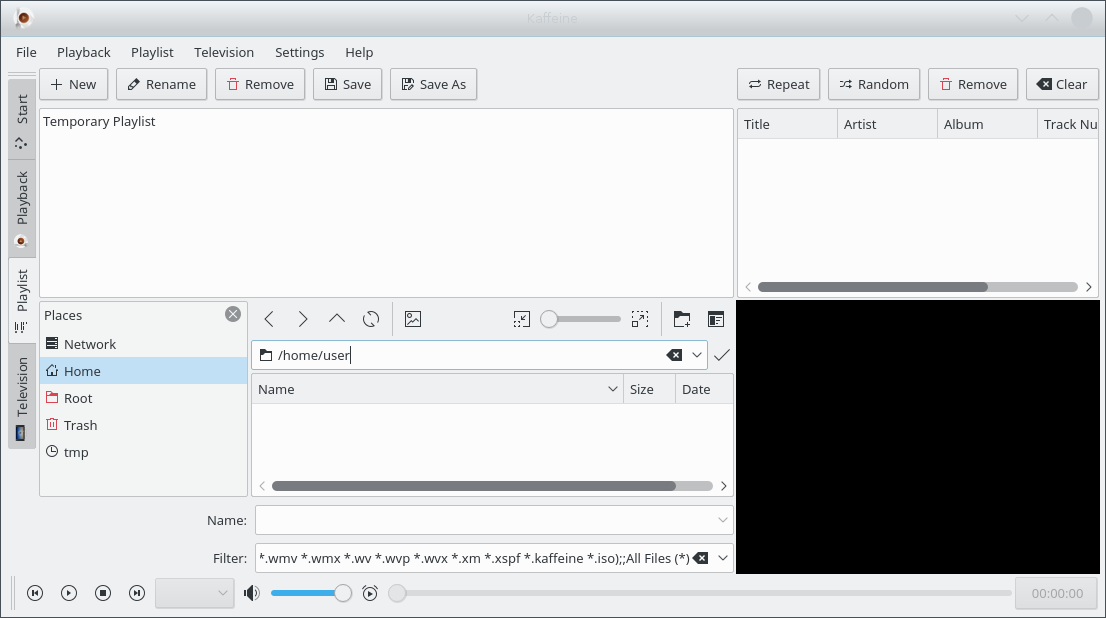 Kaffeine
File Playback Playlist Television Settings Help
New Rename Remove Save Save As Repeat Random Remove Clear
Start
Playback
Playlist
Television
Temporary Playlist
Title Artist Album Track Nu
Places
Network
Home
Root
Trash
tmp
/home/user
Name Size Date
Name:
Filter: *.wmv *.wmx *.wv *.wvp *.wvx *.xm *.xspf *.kaffeine *.iso);;All Files (*)
00:00:00